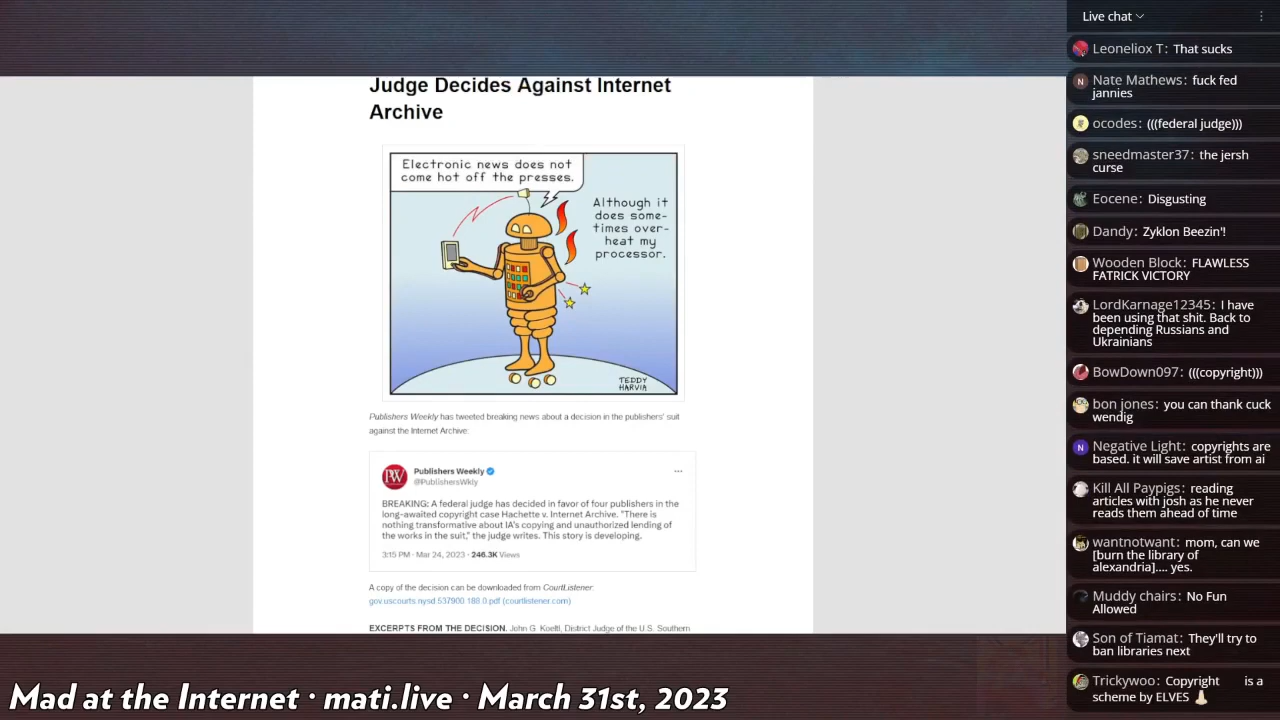 Judge Decides Against Internet
Archive
Electronic news does not
come hot off the presses.
Although it
does some-
times over-
heat my
processor.
TEDDY
HARVIA
Publishers Weekly has tweeted breaking news about a decision in the publishers' suit
against the Internet Archive:
PW
Publishers Weekly
@PublishersWkly
BREAKING: A federal judge has decided in favor of four publishers in the
long-awaited copyright case Hachette v. Internet Archive. "There is
nothing transformative about IA's copying and unauthorized lending of
the works in the suit," the judge writes. This story is developing.
3:15 PM · Mar 24, 2023 · 246.3K Views
A copy of the decision can be downloaded from CourtListener:
gov.uscourts.nysd.537900.188.0.pdf (courtlistener.com)
EXCERPTS FROM THE DECISION. John G. Koeltl, District Judge of the U.S. Southern
Live chat
Leoneliox T: That sucks
N
Nate Mathews: fuck fed
jannies
ocodes: (((federal judge)))
sneedmaster37: the jersh
curse
Eocene: Disgusting
Dandy: Zyklon Beezin'!
Wooden Block: FLAWLESS
FATRICK VICTORY
LordKarnage12345: I have
been using that shit. Back to
depending Russians and
Ukrainians
BowDown097: (((copyright)))
bon jones: you can thank cuck
wendig
N
Negative Light: copyrights are
based. it will save artist from ai
Kill All Paypigs: reading
articles with josh as he never
reads them ahead of time
wantnotwant: mom, can we
burn the library of
alexandria].... yes.
Muddy chairs: No Fun
Allowed
Son of Tiamat: They'll try to
ban libraries next
Trickywoo: Copyright is a
scheme by ELVES
Mad at the Internet · mati.live · March 31st, 2023